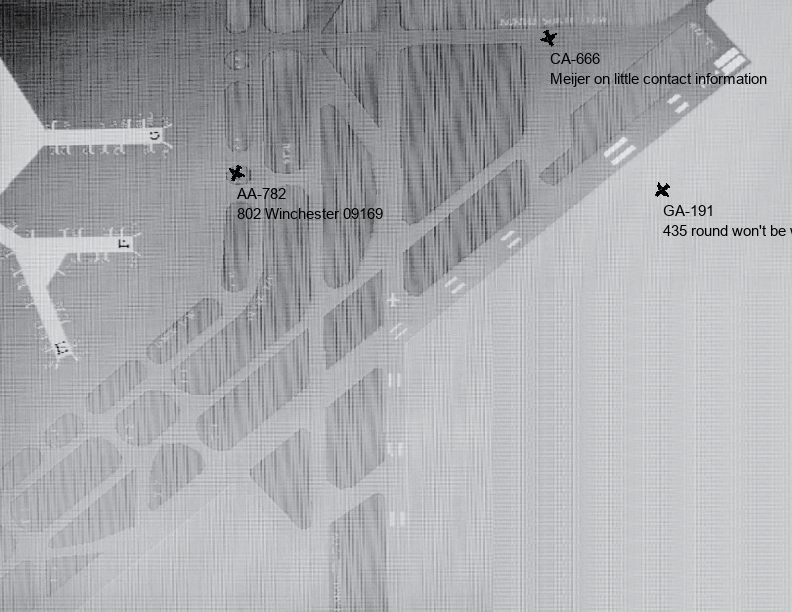 CA-666
Meijer on little contact information
AA-782
802 Winchester 09169
GA-191
435 round won't be
G
F